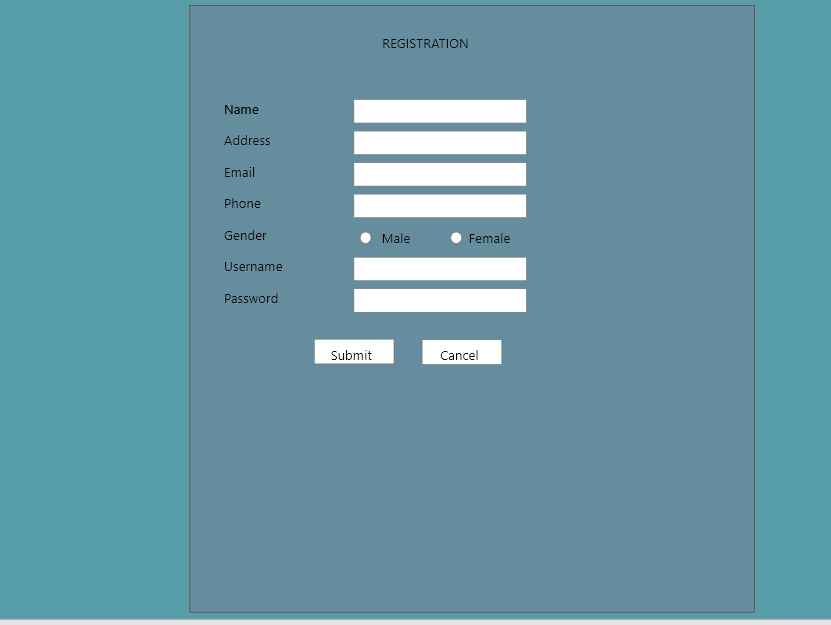 REGISTRATION
Name
Address
Email
Phone
Gender Male Female
Username
Password
Submit Cancel